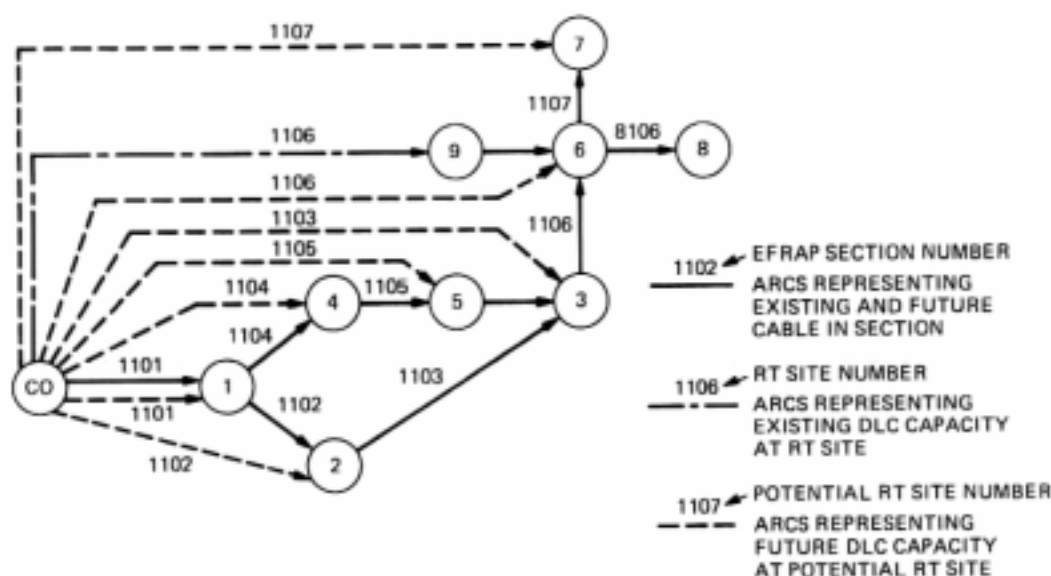 1107
7
1107
1106
9
6
8106
8
1106
1103
1106
1105
1104
4
1105
5
3
1104
CO
1101
1
1103
1101
1102
1102
2
EFRAP SECTION NUMBER
1102
ARCS REPRESENTING
EXISTING AND FUTURE
CABLE IN SECTION
RT SITE NUMBER
1106
ARCS REPRESENTING
EXISTING DLC CAPACITY
AT RT SITE
POTENTIAL RT SITE NUMBER
1107
ARCS REPRESENTING
FUTURE DLC CAPACITY
AT POTENTIAL RT SITE